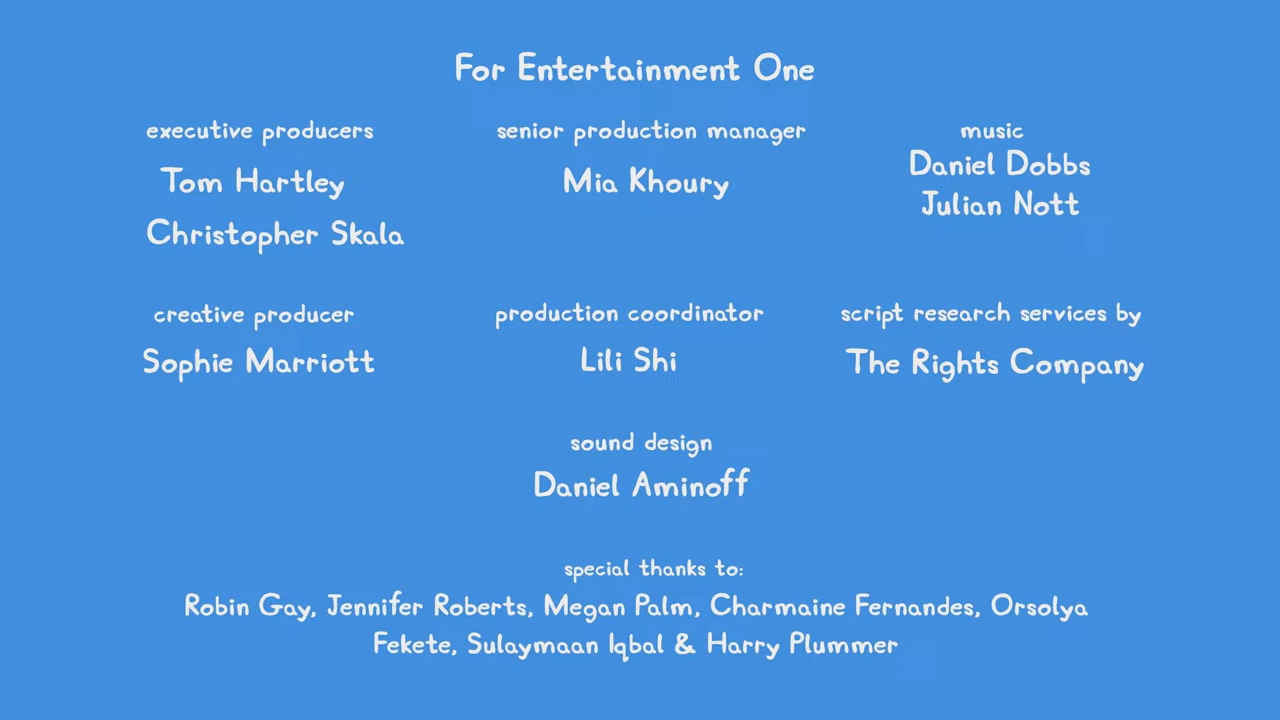 For Entertainment One
executive producers
Tom Hartley
Christopher Skala
senior production manager
Mia Khoury
music
Daniel Dobbs
Julian Nott
creative producer
Sophie Marriott
production coordinator
Lili Shi
script research services by
The Rights Company
sound design
Daniel Aminoff
special thanks to:
Robin Gay, Jennifer Roberts, Megan Palm, Charmaine Fernandes, Orsolya
Fekete, Sulaymaan Iqbal & Harry Plummer